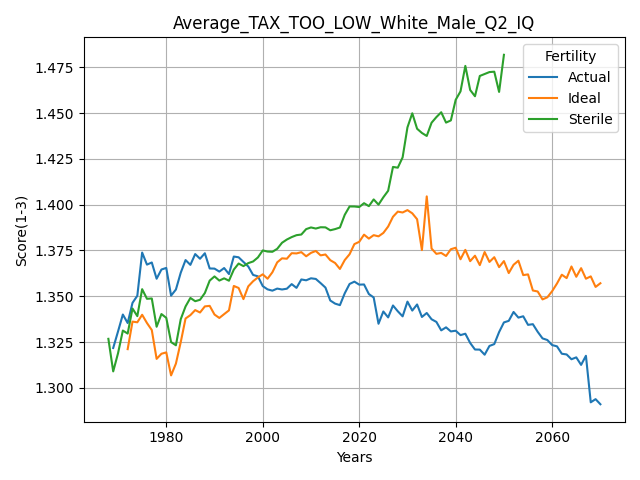 Average_TAX_TOO_LOW_White_Male_Q2_IQ
Fertility
Actual
Ideal
Sterile
Score(1-3)
1.475
1.450
1.425
1.400
1.375
1.350
1.325
1.300
1980
2000
2020
2040
2060
Years